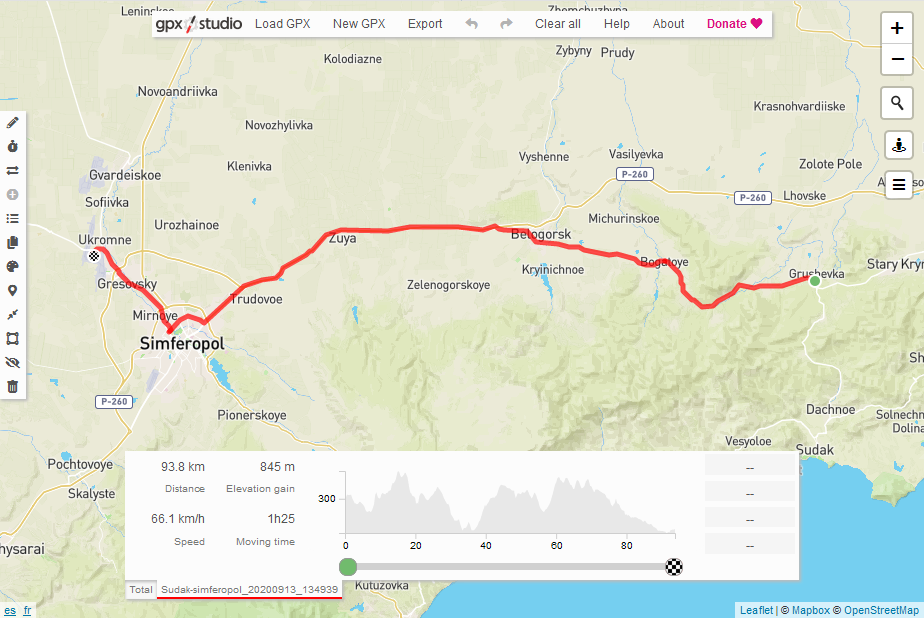 Linejne
Zhemchuzhyna
gpx studio Load GPX New GPX Export Clear all Help About Donate
Zybyny
Prudy
Kolodiazne
Novoandriivka
Krasnohvardiiske
Novozhylivka
Vyshenne
Vasilyevka
Klenivka
Zolote Pole
Gvardeiskoe
P-260
Sofiivka
P-260
Lhovske
Urozhainoe
Michurinskoe
Ukromne
Zuya
Belogorsk
Stary Kry
Bogatoye
Kryinichnoe
Grushevka
Gresovsky
Zelenogorskoye
Trudovoe
Mirnoye
Simferopol
Sh
P-260
Dachnoe
Pionerskoye
Solnechn
Dolina
Vesyoloe
Sudak
Pochtovoye
Skalyste
hysarai
93.8 km 845 m
Distance Elevation gain
66.1 km/h 1h25
Speed Moving time
300
0 20 40 60 80
--
--
--
--
Total Sudak-simferopol_20200913_134939
Kutuzovka
es fr
Leaflet | © Mapbox © OpenStreetMap